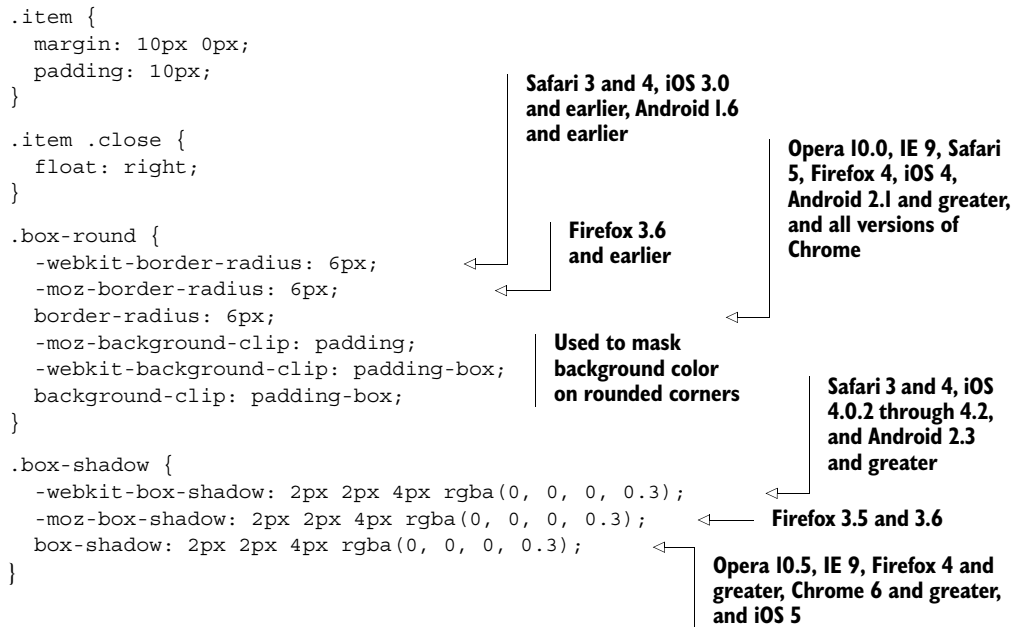 .item {
margin: 10px 0px;
padding: 10px;
}
Safari 3 and 4, iOS 3.0
and earlier, Android 1.6
and earlier
.item .close {
float: right;
}
Opera 10.0, IE 9, Safari
5, Firefox 4, iOS 4,
Android 2.1 and greater,
and all versions of
Chrome
.box-round {
-webkit-border-radius: 6px;
-moz-border-radius: 6px;
border-radius: 6px;
-moz-background-clip: padding;
-webkit-background-clip: padding-box;
background-clip: padding-box;
}
Firefox 3.6
and earlier
Used to mask
background color
on rounded corners
Safari 3 and 4, iOS
4.0.2 through 4.2,
and Android 2.3
and greater
.box-shadow {
-webkit-box-shadow: 2px 2px 4px rgba(0, 0, 0, 0.3);
-moz-box-shadow: 2px 2px 4px rgba(0, 0, 0, 0.3);
box-shadow: 2px 2px 4px rgba(0, 0, 0, 0.3);
}
Firefox 3.5 and 3.6
Opera 10.5, IE 9, Firefox 4 and
greater, Chrome 6 and greater,
and iOS 5